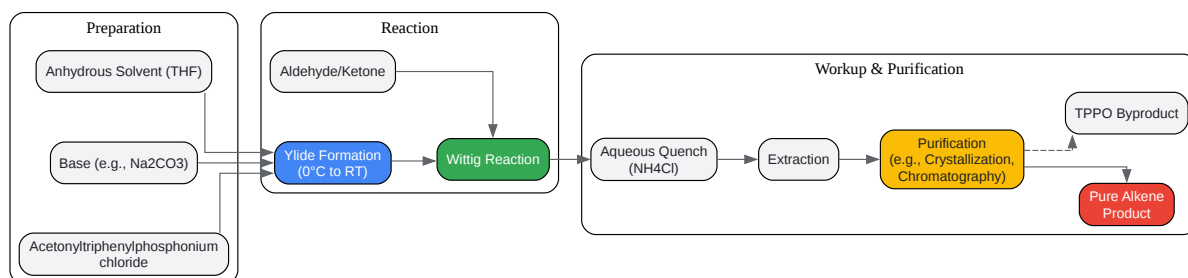 Preparation
Anhydrous Solvent (THF)
Base (e.g., Na2CO3)
Acetonyltriphenylphosphonium
chloride
Reaction
Aldehyde/Ketone
Ylide Formation
(0°C to RT)
Wittig Reaction
Workup & Purification
Aqueous Quench
(NH4Cl)
Extraction
Purification
(e.g., Crystallization,
Chromatography)
TPPO Byproduct
Pure Alkene
Product